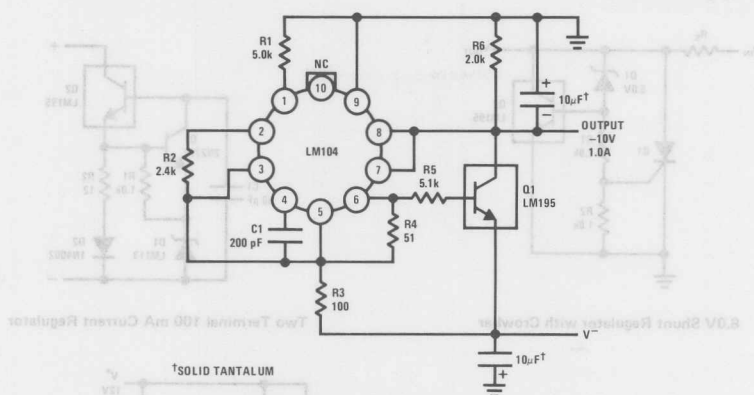 R1
5.0k
NC
R6
2.0k
+
10μF†
−
10
1
9
2
8
LM104
OUTPUT
−10V
1.0A
R2
2.4k
3
7
4
5
6
R5
5.1k
Q1
LM195
C1
200 pF
R4
51
R3
100
V−
10μF†
+
†SOLID TANTALUM
8.0V Shunt Regulator with Crowbar
Two Terminal 100 mA Current Regulator